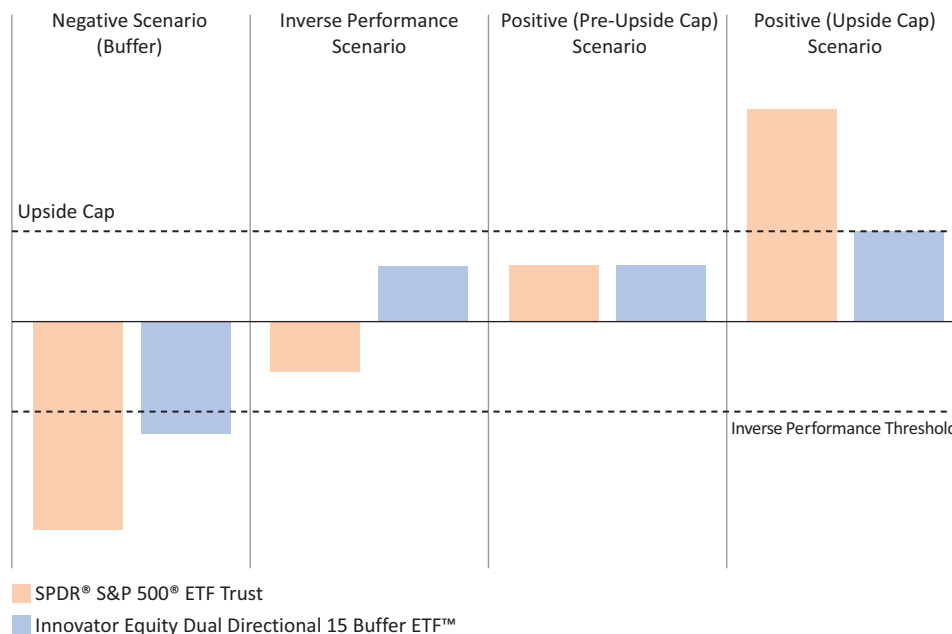 Negative Scenario
(Buffer)
Inverse Performance
Scenario
Positive (Pre-Upside Cap)
Scenario
Positive (Upside Cap)
Scenario
Upside Cap
Inverse Performance Threshold
SPDR® S&P 500® ETF Trust
Innovator Equity Dual Directional 15 Buffer ETF™